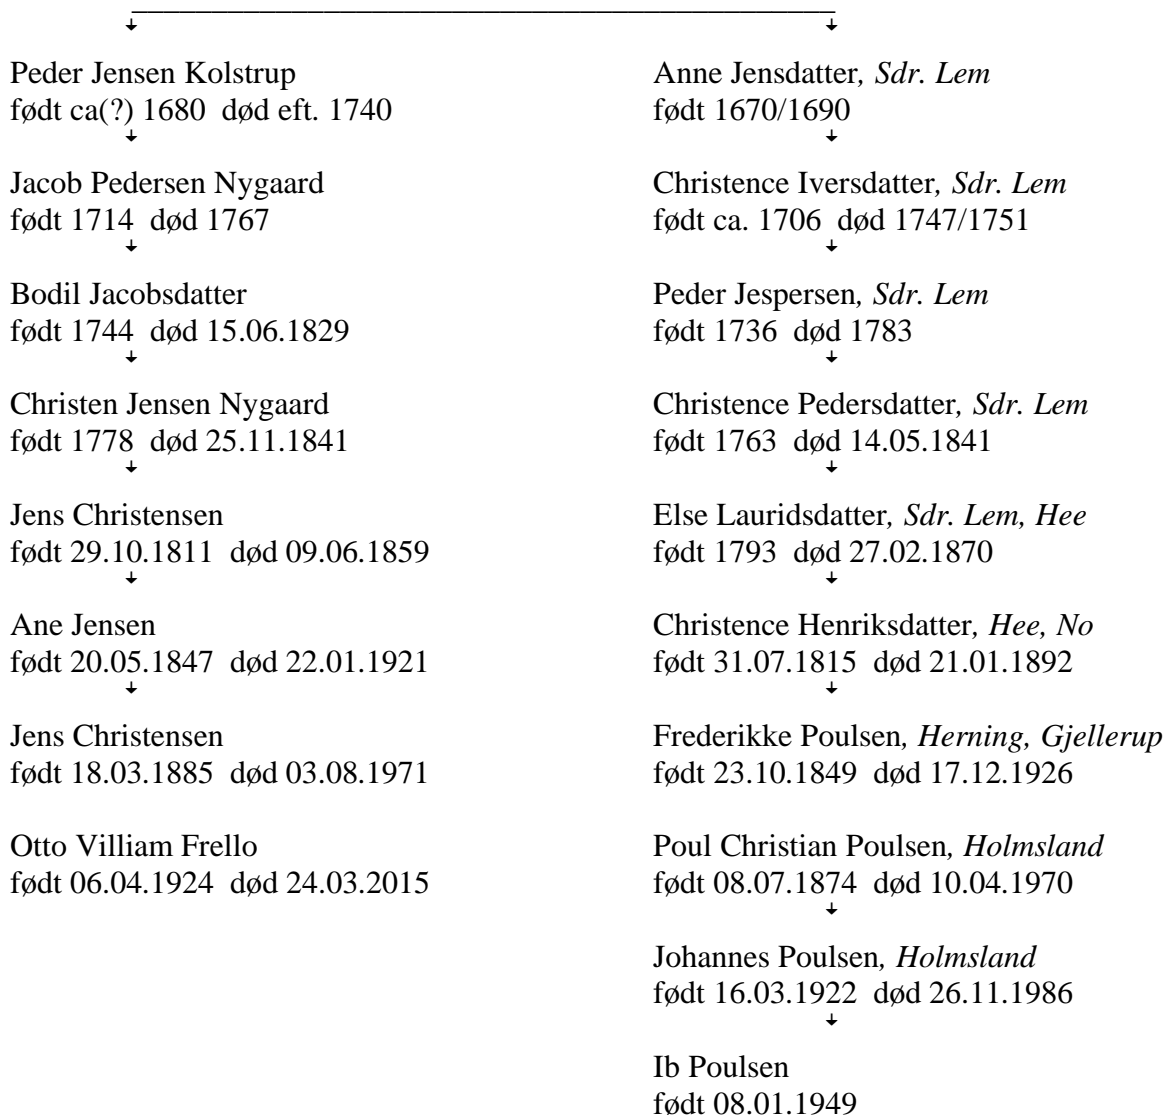 Peder Jensen Kolstrup
født ca(?) 1680 død eft. 1740
Jacob Pedersen Nygaard
født 1714 død 1767
Bodil Jacobsdatter
født 1744 død 15.06.1829
Christen Jensen Nygaard
født 1778 død 25.11.1841
Jens Christensen
født 29.10.1811 død 09.06.1859
Ane Jensen
født 20.05.1847 død 22.01.1921
Jens Christensen
født 18.03.1885 død 03.08.1971
Otto Villiam Frello
født 06.04.1924 død 24.03.2015
Anne Jensdatter, Sdr. Lem
født 1670/1690
Christence Iversdatter, Sdr. Lem
født ca. 1706 død 1747/1751
Peder Jespersen, Sdr. Lem
født 1736 død 1783
Christence Pedersdatter, Sdr. Lem
født 1763 død 14.05.1841
Else Lauridsdatter, Sdr. Lem, Hee
født 1793 død 27.02.1870
Christence Henriksdatter, Hee, No
født 31.07.1815 død 21.01.1892
Frederikke Poulsen, Herning, Gjellerup
født 23.10.1849 død 17.12.1926
Poul Christian Poulsen, Holmsland
født 08.07.1874 død 10.04.1970
Johannes Poulsen, Holmsland
født 16.03.1922 død 26.11.1986
Ib Poulsen
født 08.01.1949